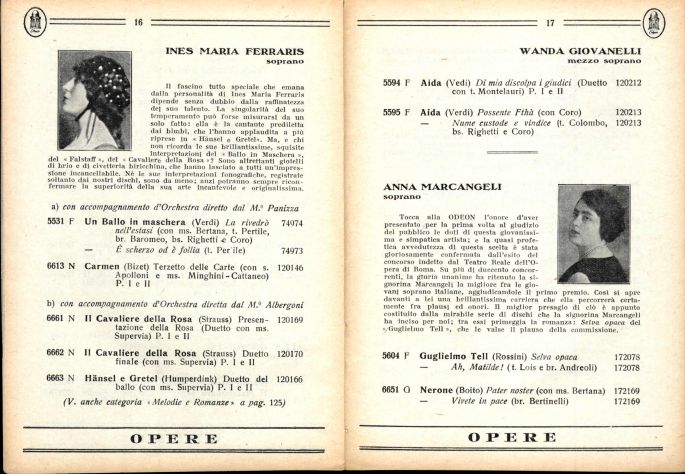 16
INES MARIA FERRARIS
soprano
Il fascino tutto speciale che emana
dalla personalità di Ines Maria Ferraris
dipende senza dubbio dalla raffinatezza
del suo talento. La singolarità del suo
temperamento può forse misurarsi da un
solo fatto: ella è la cantante prediletta
dai bimbi, che l'hanno applaudita a più
riprese in «Hänsel e Gretel». Ma, e chi
non ricorda le sue brillantissime, squisite
interpretazioni del «Ballo in Maschera»,
del «Falstaff», del «Cavaliere della Rosa»? Sono altrettanti gioielli
di brio e di civetteria biricchina, che hanno lasciato a tutti un'impres-
sione incancellabile. Né le sue interpretazioni fonografiche, registrate
soltanto dai nostri dischi, sono da meno; anzi potranno sempre ricon-
fermare la superiorità della sua arte incantevole e originalissima.
a) con accompagnamento d'Orchestra diretto dal M.o Panizza
5531 F Un Ballo in maschera (Verdi) La rivedrò 74974
nell'estasi (con ms. Bertana, t. Pertile,
br. Baromeo, bs. Righetti e Coro)
— È scherzo od è follia (t. Pertile) 74973
6613 N Carmen (Bizet) Terzetto delle Carte (con s. 120146
Apolloni e ms. Minghini-Cattaneo)
P. I e II
b) con accompagnamento d'Orchestra diretta dal M.o Albergoni
6661 N Il Cavaliere della Rosa (Strauss) Presen- 120169
tazione della Rosa (Duetto con ms.
Supervia) P. I e II
6662 N Il Cavaliere della Rosa (Strauss) Duetto 120170
finale (con ms. Supervia) P. I e II
6663 N Hänsel e Gretel (Humperdink) Duetto del 120166
ballo (con ms. Supervia) P. I e II
(V. anche categoria «Melodie e Romanze» a pag. 125)
OPERE
17
WANDA GIOVANELLI
mezzo soprano
5594 F Aida (Vedi) Di mia discolpa i giudici (Duetto 120212
con t. Montelauri) P. I e II
5595 F Aida (Verdi) Possente Fthà (con Coro) 120213
— Nume custode e vindice (t. Colombo, 120213
bs. Righetti e Coro)
ANNA MARCANGELI
soprano
Tocca alla ODEON l'onore d'aver
presentato per la prima volta al giudizio
del pubblico le doti di questa giovanissi-
ma e simpatica artista; e la quasi profe-
tica avvedutezza di questa scelta è stata
gloriosamente confermata dall'esito del
concorso indetto dal Teatro Reale dell'O-
pera di Roma. Su più di duecento concor-
renti, la giuria unanime ha ritenuto la si-
gnorina Marcangeli la migliore fra le gio-
vani soprano italiane, aggiudicandole il primo premio. Così si apre
davanti a lei una brillantissima carriera che ella percorrerà certa-
mente fra plausi ed onori. Il miglior presagio di ciò è appunto
costituito dalla mirabile serie di dischi che la signorina Marcangeli
ha inciso per noi; tra essi primeggia la romanza: Selva opaca del
«Guglielmo Tell», che le valse il plauso della commissione.
5604 F Guglielmo Tell (Rossini) Selva opaca 172078
— Ah, Matilde! (t. Lois e br. Andreoli) 172078
6651 G Nerone (Boito) Pater noster (con ms. Bertana) 172169
— Vivete in pace (br. Bertinelli) 172169
OPERE